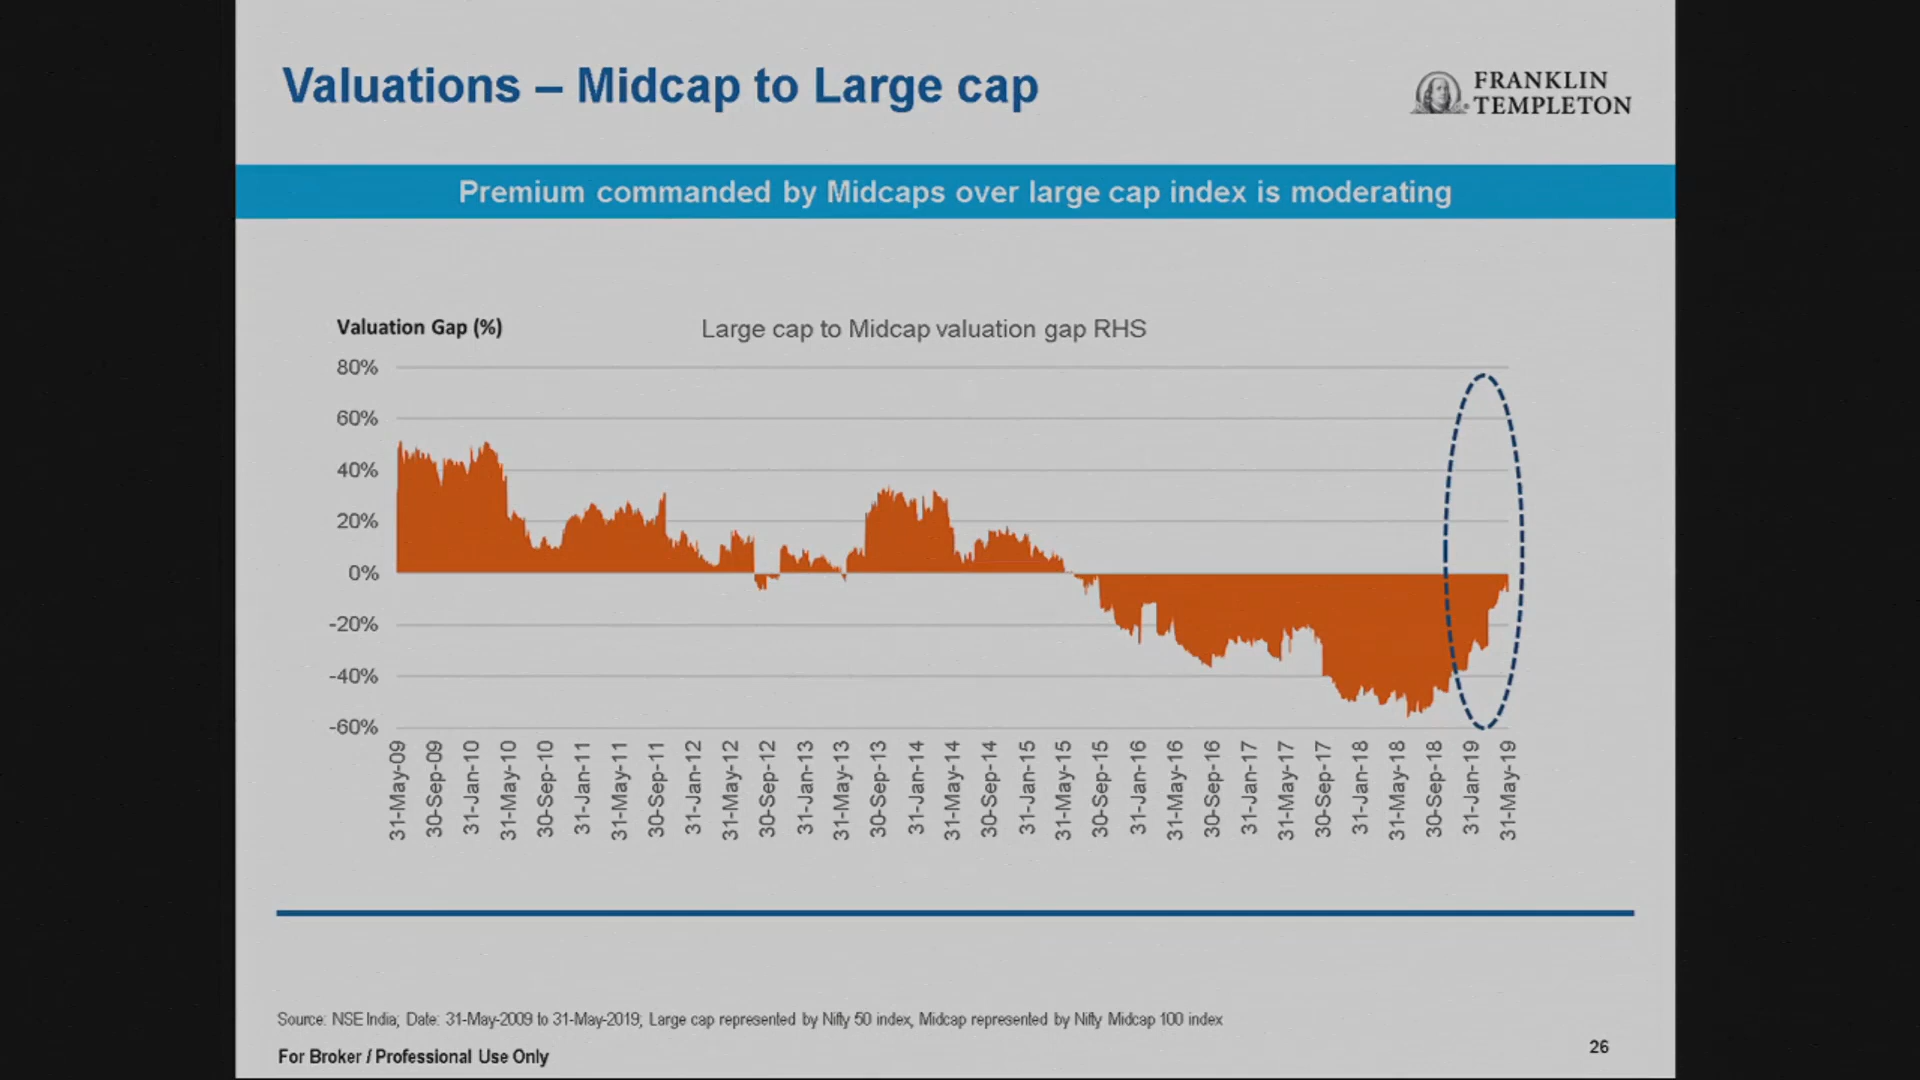 Valuations – Midcap to Large cap
FRANKLIN
TEMPLETON
Premium commanded by Midcaps over large cap index is moderating
Valuation Gap (%)
Large cap to Midcap valuation gap RHS
80%
60%
40%
20%
0%
-20%
-40%
-60%
31-May-09
30-Sep-09
31-Jan-10
31-May-10
30-Sep-10
31-Jan-11
31-May-11
30-Sep-11
31-Jan-12
31-May-12
30-Sep-12
31-Jan-13
31-May-13
30-Sep-13
31-Jan-14
31-May-14
30-Sep-14
31-Jan-15
31-May-15
30-Sep-15
31-Jan-16
31-May-16
30-Sep-16
31-Jan-17
31-May-17
30-Sep-17
31-Jan-18
31-May-18
30-Sep-18
31-Jan-19
31-May-19
Source: NSE India; Date: 31-May-2009 to 31-May-2019; Large cap represented by Nifty 50 index, Midcap represented by Nifty Midcap 100 index
For Broker / Professional Use Only
26